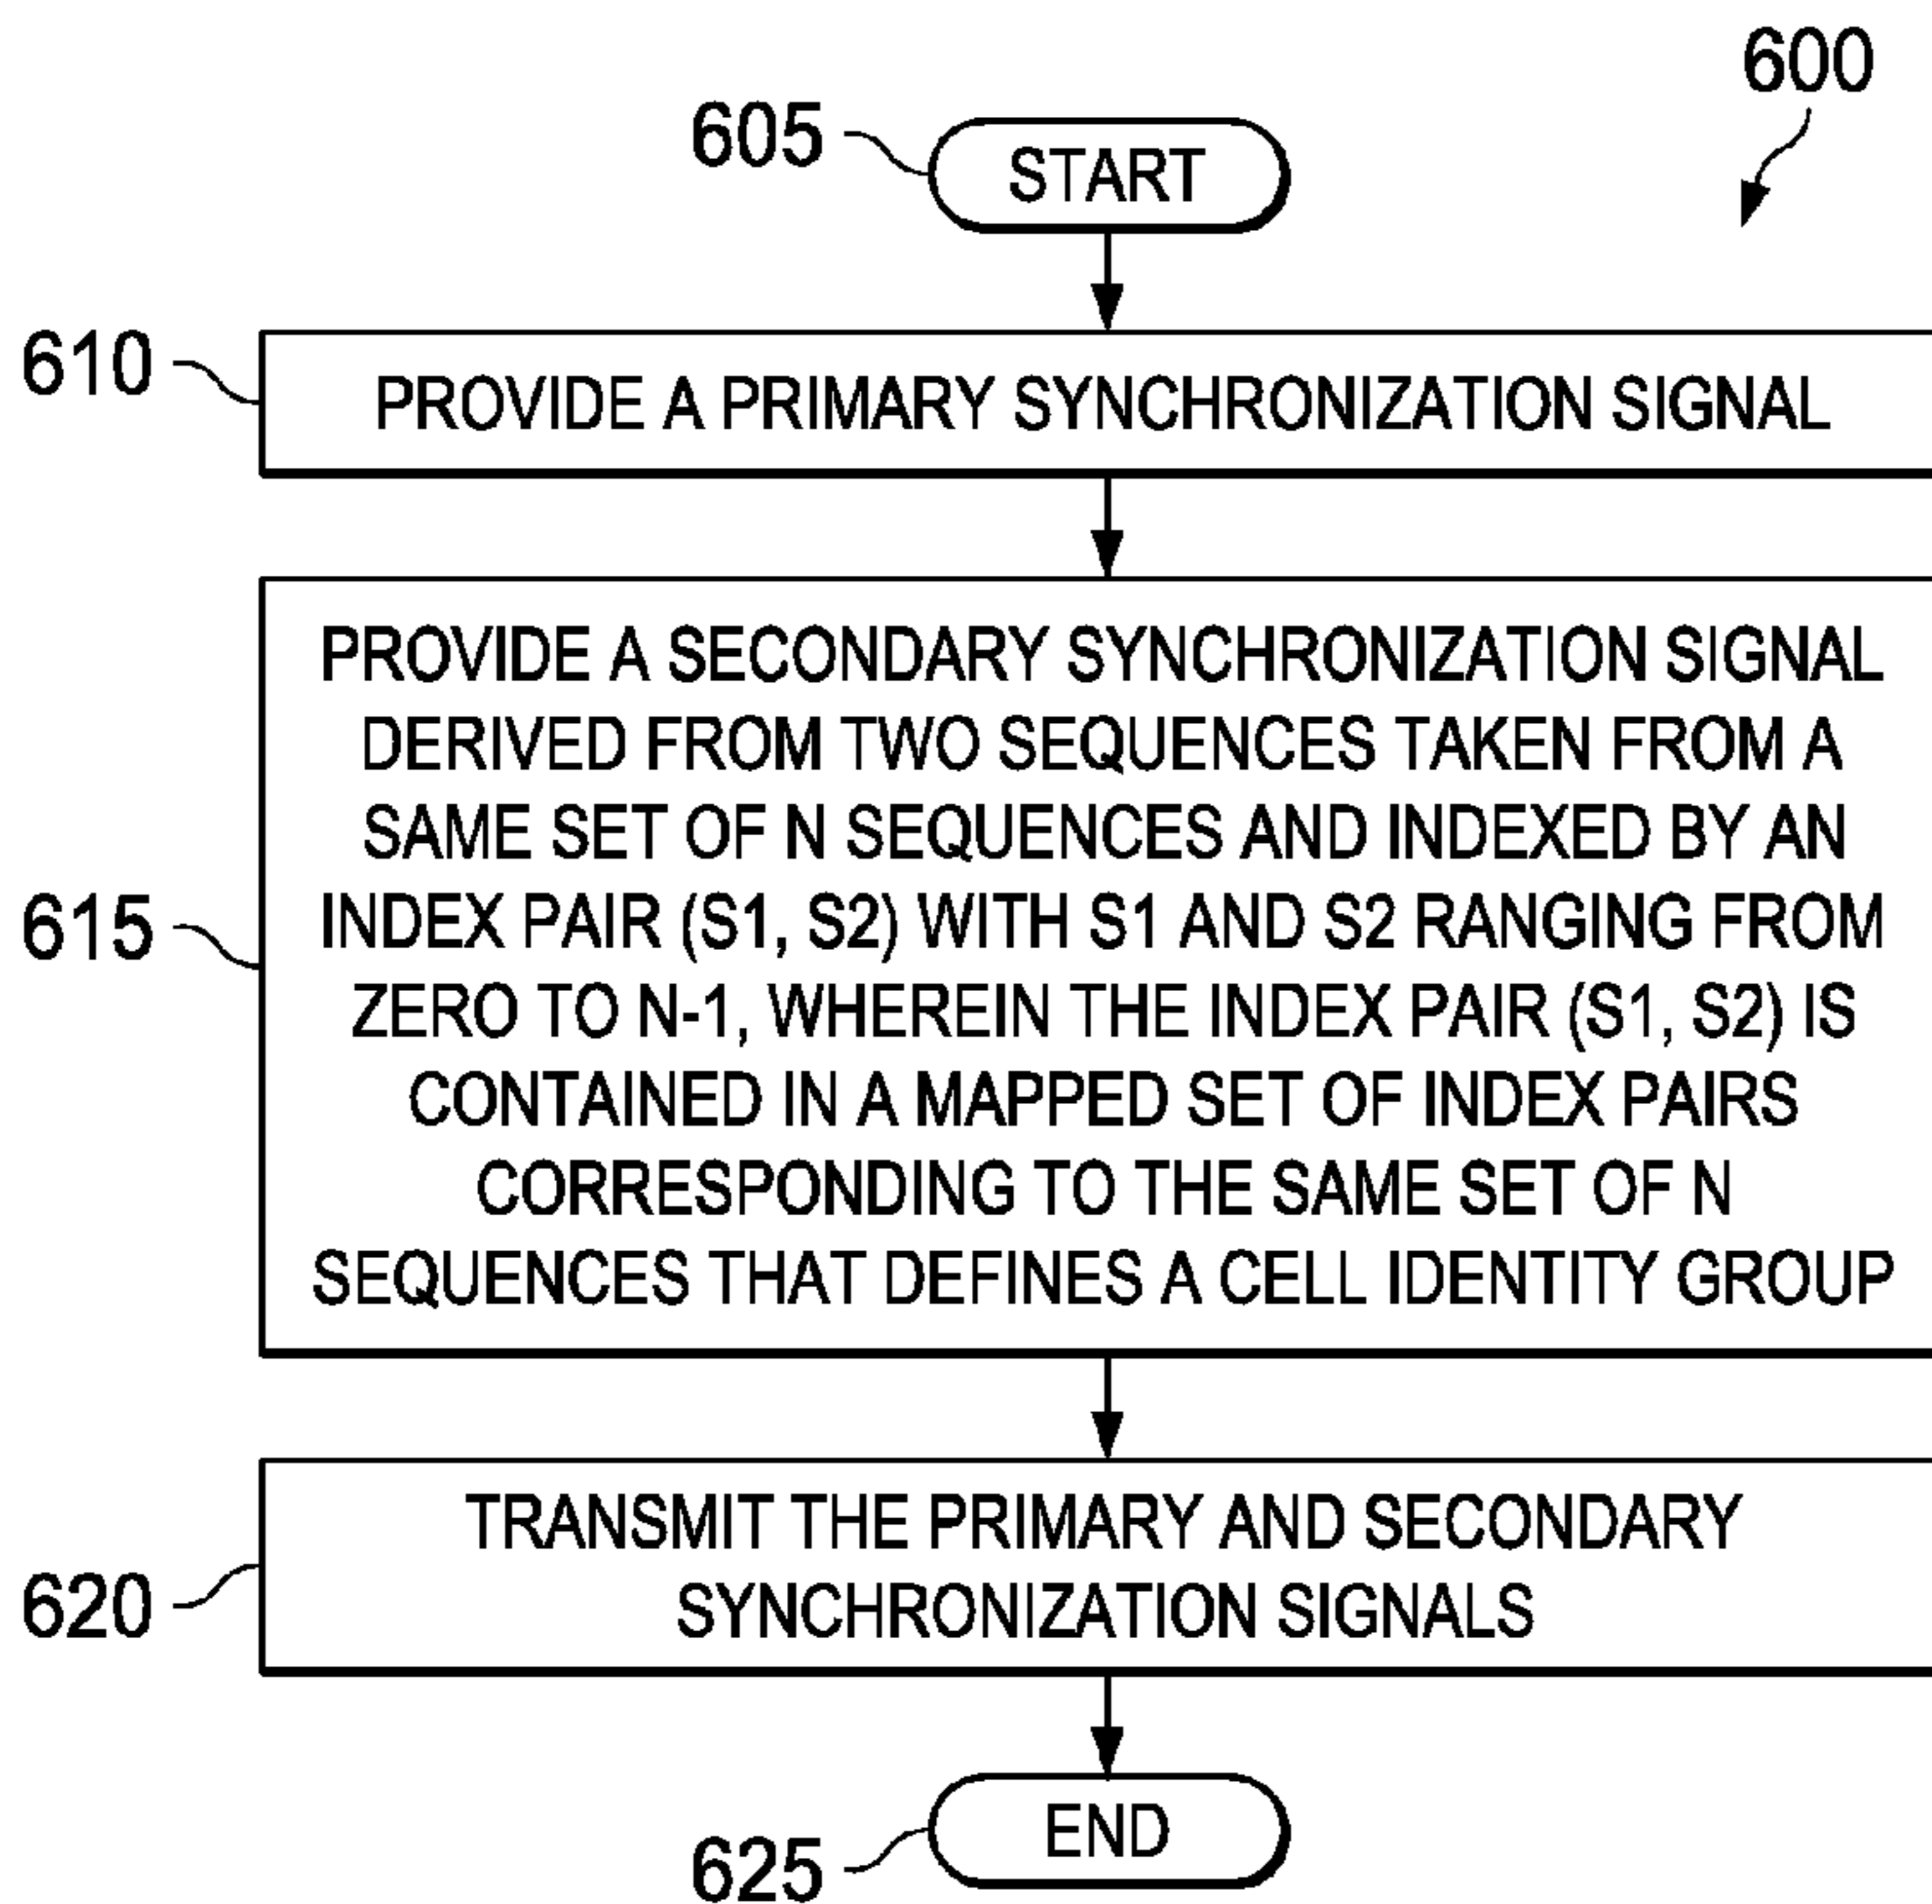 600
605
START
610
PROVIDE A PRIMARY SYNCHRONIZATION SIGNAL
615
PROVIDE A SECONDARY SYNCHRONIZATION SIGNAL
DERIVED FROM TWO SEQUENCES TAKEN FROM A
SAME SET OF N SEQUENCES AND INDEXED BY AN
INDEX PAIR (S1, S2) WITH S1 AND S2 RANGING FROM
ZERO TO N-1, WHEREIN THE INDEX PAIR (S1, S2) IS
CONTAINED IN A MAPPED SET OF INDEX PAIRS
CORRESPONDING TO THE SAME SET OF N
SEQUENCES THAT DEFINES A CELL IDENTITY GROUP
620
TRANSMIT THE PRIMARY AND SECONDARY
SYNCHRONIZATION SIGNALS
625
END